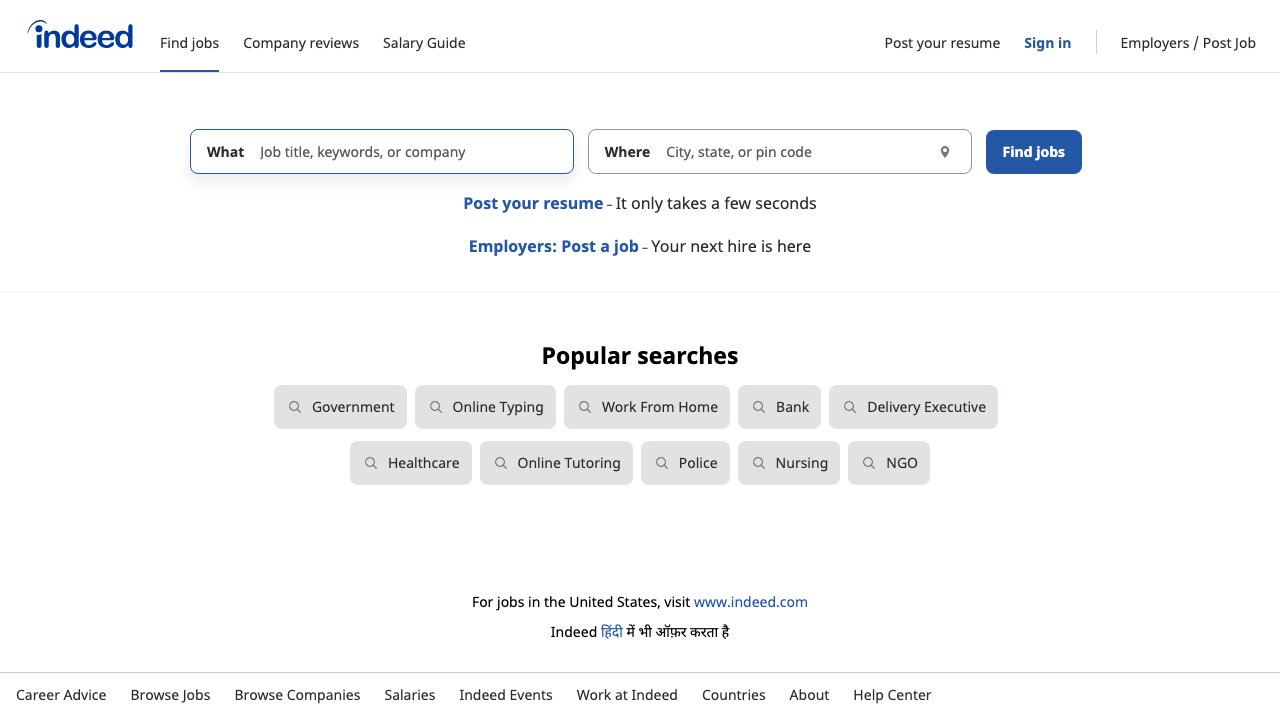 indeed
Find jobs Company reviews Salary Guide Post your resume Sign in Employers / Post Job
What Job title, keywords, or company Where City, state, or pin code Find jobs
Post your resume – It only takes a few seconds
Employers: Post a job – Your next hire is here
Popular searches
Government Online Typing Work From Home Bank Delivery Executive
Healthcare Online Tutoring Police Nursing NGO
For jobs in the United States, visit www.indeed.com
Indeed हिंदी में भी ऑफ़र करता है
Career Advice Browse Jobs Browse Companies Salaries Indeed Events Work at Indeed Countries About Help Center